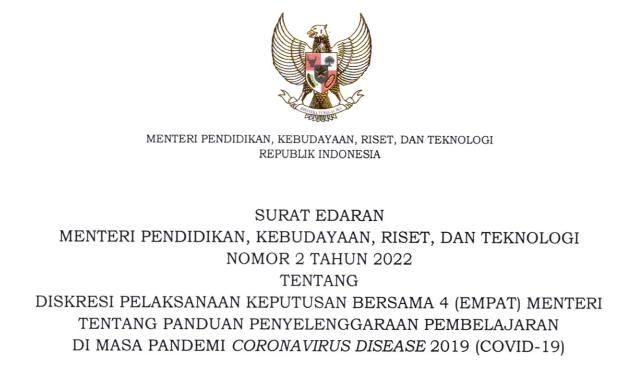 MENTERI PENDIDIKAN, KEBUDAYAAN, RISET, DAN TEKNOLOGI
REPUBLIK INDONESIA
SURAT EDARAN
MENTERI PENDIDIKAN, KEBUDAYAAN, RISET, DAN TEKNOLOGI
NOMOR 2 TAHUN 2022
TENTANG
DISKRESI PELAKSANAAN KEPUTUSAN BERSAMA 4 (EMPAT) MENTERI
TENTANG PANDUAN PENYELENGGARAAN PEMBELAJARAN
DI MASA PANDEMI CORONAVIRUS DISEASE 2019 (COVID-19)